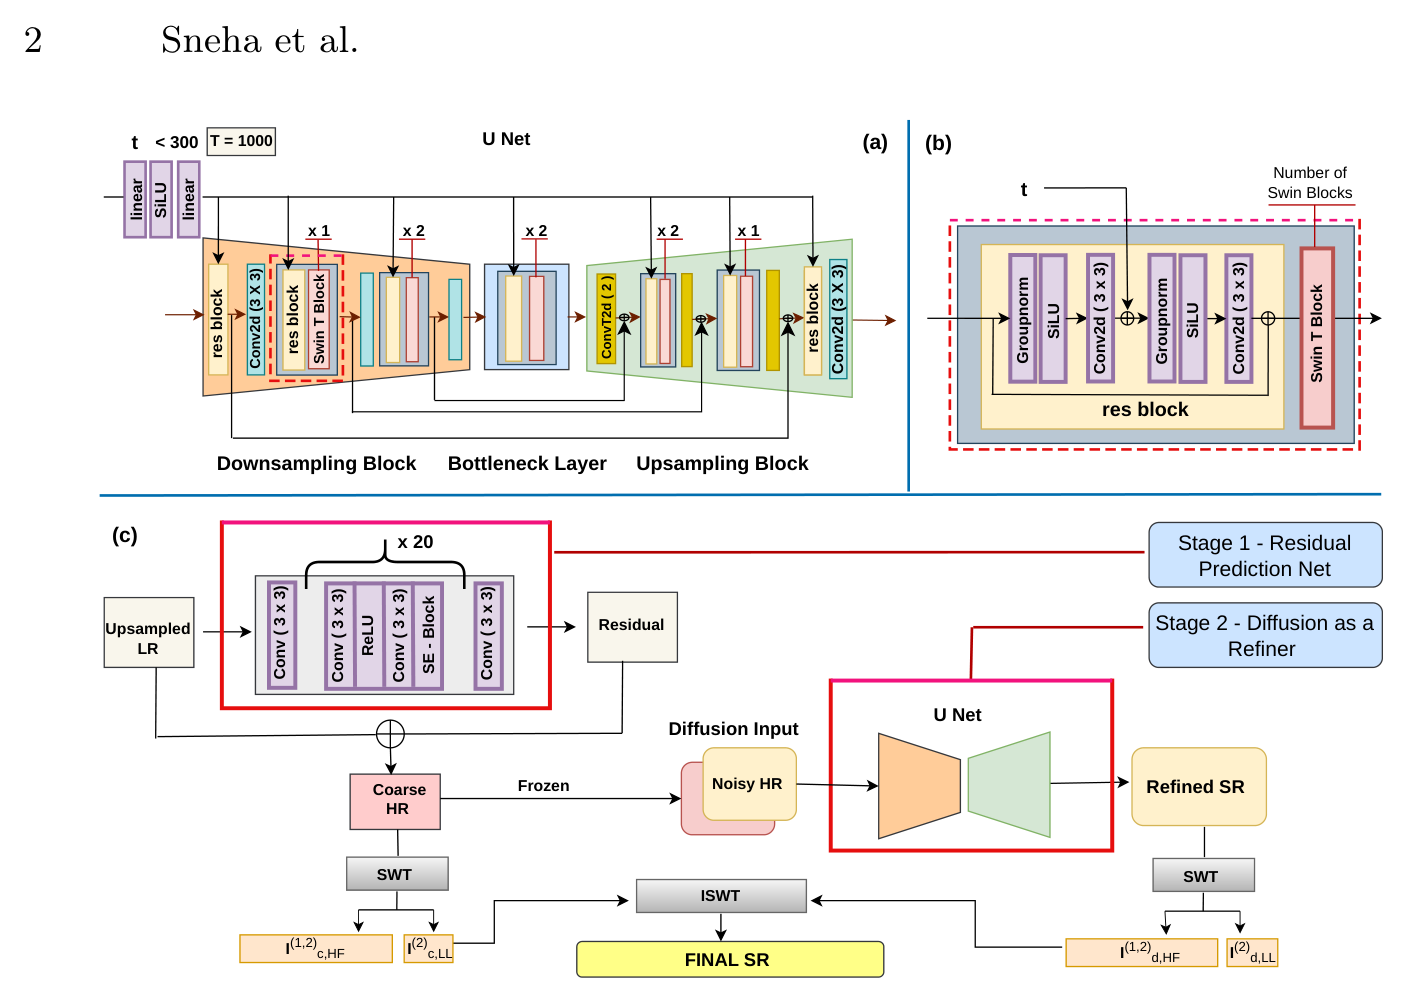 2 Sneha et al.
t < 300 T = 1000
U Net
(a)
linear
SiLU
linear
x 1
x 2
x 2
x 2
x 1
res block
Conv2d (3 X 3)
res block
Swin T Block
ConvT2d ( 2 )
res block
Conv2d (3 X 3)
Downsampling Block
Bottleneck Layer
Upsampling Block
(b)
Number of
Swin Blocks
t
Groupnorm
SiLU
Conv2d ( 3 x 3)
Groupnorm
SiLU
Conv2d ( 3 x 3)
Swin T Block
res block
(c)
x 20
Upsampled
LR
Conv ( 3 x 3)
Conv ( 3 x 3)
ReLU
Conv ( 3 x 3)
SE - Block
Conv ( 3 x 3)
Residual
Stage 1 - Residual
Prediction Net
Stage 2 - Diffusion as a
Refiner
Coarse
HR
Frozen
Diffusion Input
Noisy HR
U Net
Refined SR
SWT
I(1,2)c,HF
I(2)c,LL
ISWT
FINAL SR
SWT
I(1,2)d,HF
I(2)d,LL